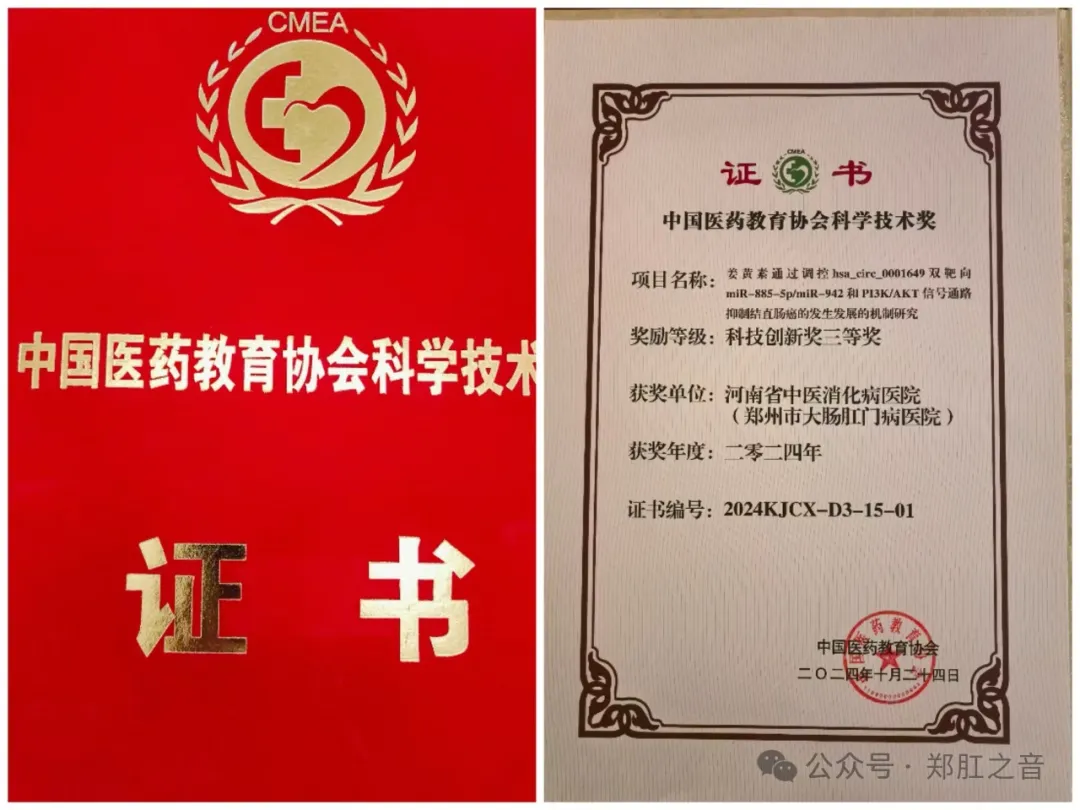 CMEA
中国医药教育协会科学技术
证 书
CMEA
证 书
中国医药教育协会科学技术奖
项目名称：姜黄素通过调控hsa_circ_0001649双靶向
miR-885-5p/miR-942和PI3K/AKT信号通路
抑制结直肠癌的发生发展的机制研究
奖励等级：科技创新奖三等奖
获奖单位：河南省中医消化病医院
（郑州市大肠肛门病医院）
获奖年度：二零二四年
证书编号：2024KJCX-D3-15-01
中国医药教育协会
二〇二四年十月二十四日
公众号·郑肛之音